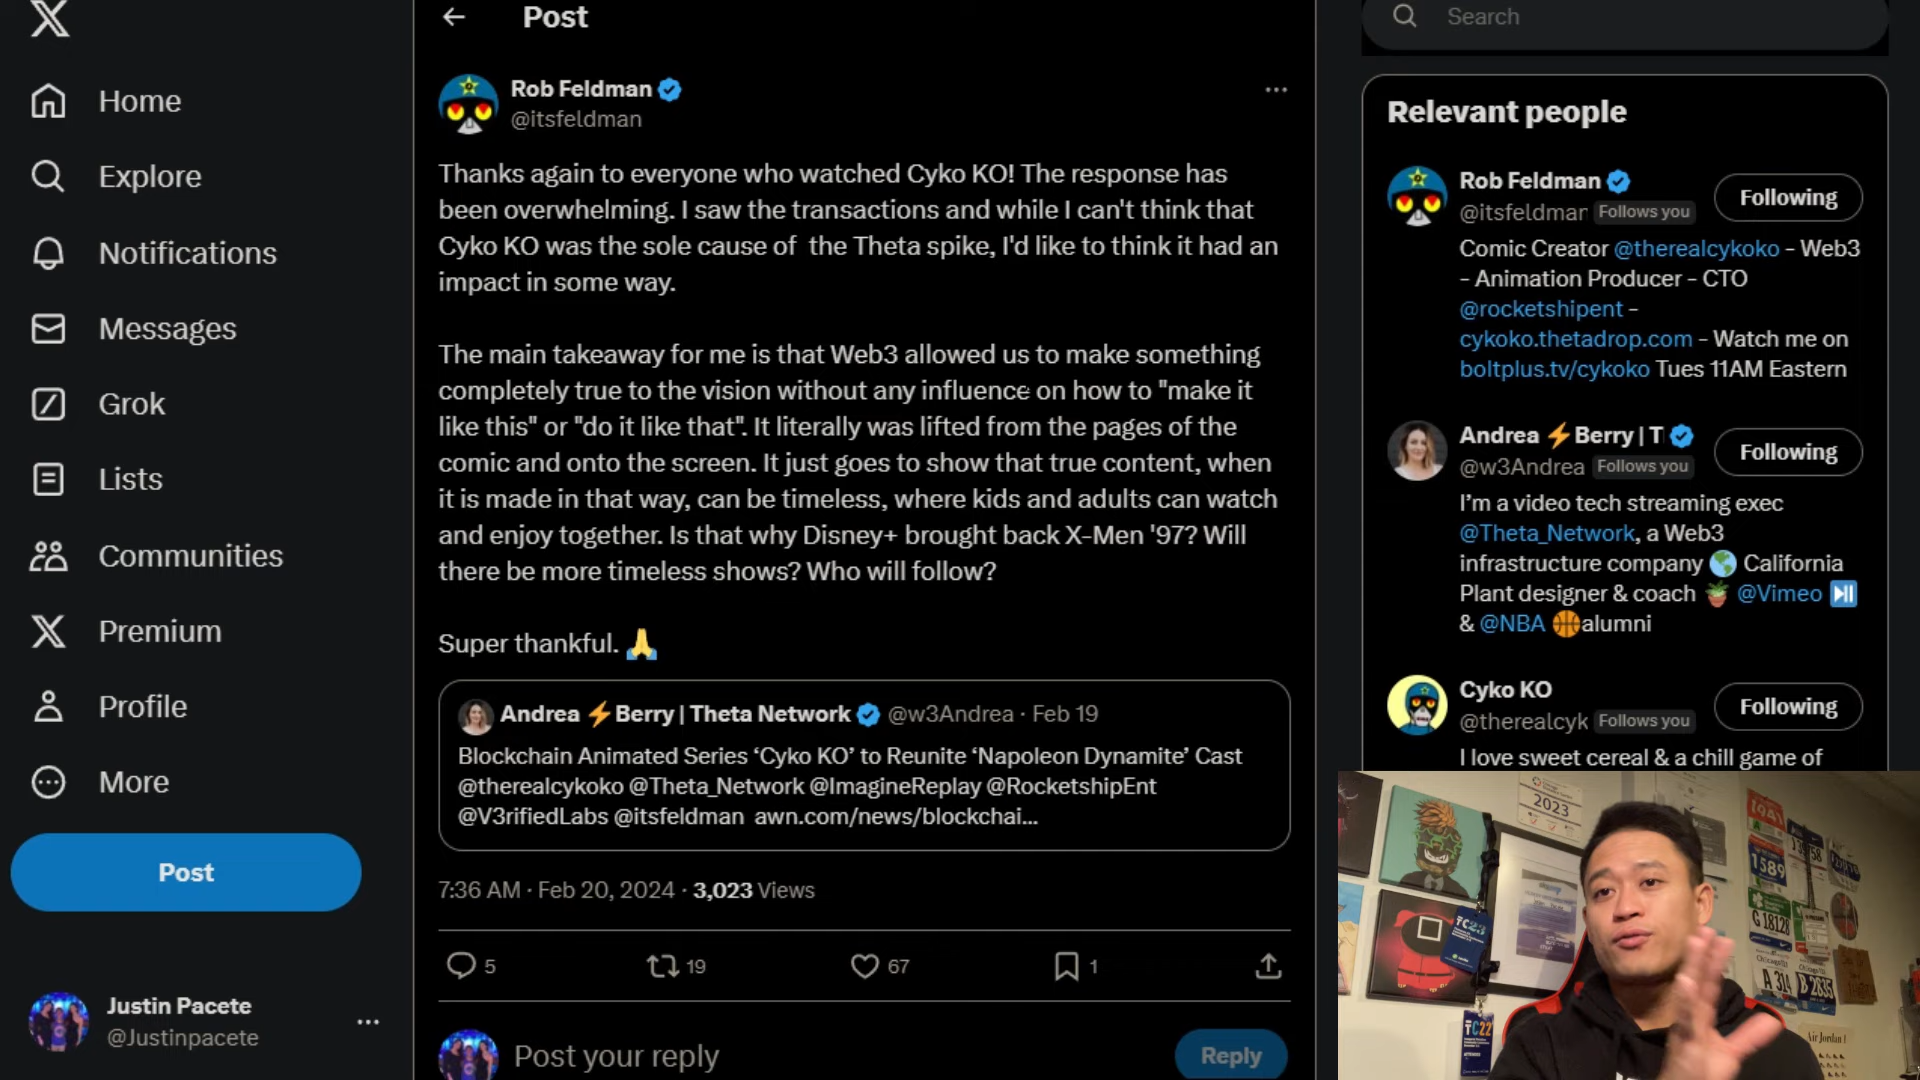 Home
Explore
Notifications
Messages
Grok
Lists
Communities
Premium
Profile
More
Post
Justin Pacete
@Justinpacete
Post
Rob Feldman
@itsfeldman
Thanks again to everyone who watched Cyko KO! The response has
been overwhelming. I saw the transactions and while I can't think that
Cyko KO was the sole cause of  the Theta spike, I'd like to think it had an
impact in some way.
The main takeaway for me is that Web3 allowed us to make something
completely true to the vision without any influence on how to "make it
like this" or "do it like that". It literally was lifted from the pages of the
comic and onto the screen. It just goes to show that true content, when
it is made in that way, can be timeless, where kids and adults can watch
and enjoy together. Is that why Disney+ brought back X-Men '97? Will
there be more timeless shows? Who will follow?
Super thankful. 🙏
Andrea ⚡Berry | Theta Network @w3Andrea · Feb 19
Blockchain Animated Series ‘Cyko KO’ to Reunite ‘Napoleon Dynamite’ Cast
@therealcykoko @Theta_Network @ImagineReplay @RocketshipEnt
@V3rifiedLabs @itsfeldman  awn.com/news/blockchai...
7:36 AM · Feb 20, 2024 · 3,023 Views
5 19 67 1
Post your reply
Reply
Search
Relevant people
Rob Feldman
@itsfeldmar Follows you
Following
Comic Creator @therealcykoko - Web3
- Animation Producer - CTO
@rocketshipent -
cykoko.thetadrop.com - Watch me on
boltplus.tv/cykoko Tues 11AM Eastern
Andrea ⚡Berry | T
@w3Andrea Follows you
Following
I’m a video tech streaming exec
@Theta_Network, a Web3
infrastructure company 🌎 California
Plant designer & coach 🪴 @Vimeo ⏯
& @NBA 🏀alumni
Cyko KO
@therealcyk Follows you
Following
I love sweet cereal & a chill game of
2023
1941
1589
G 18128
A 314
B 2835
TC23
TC22
Air Jordan 1